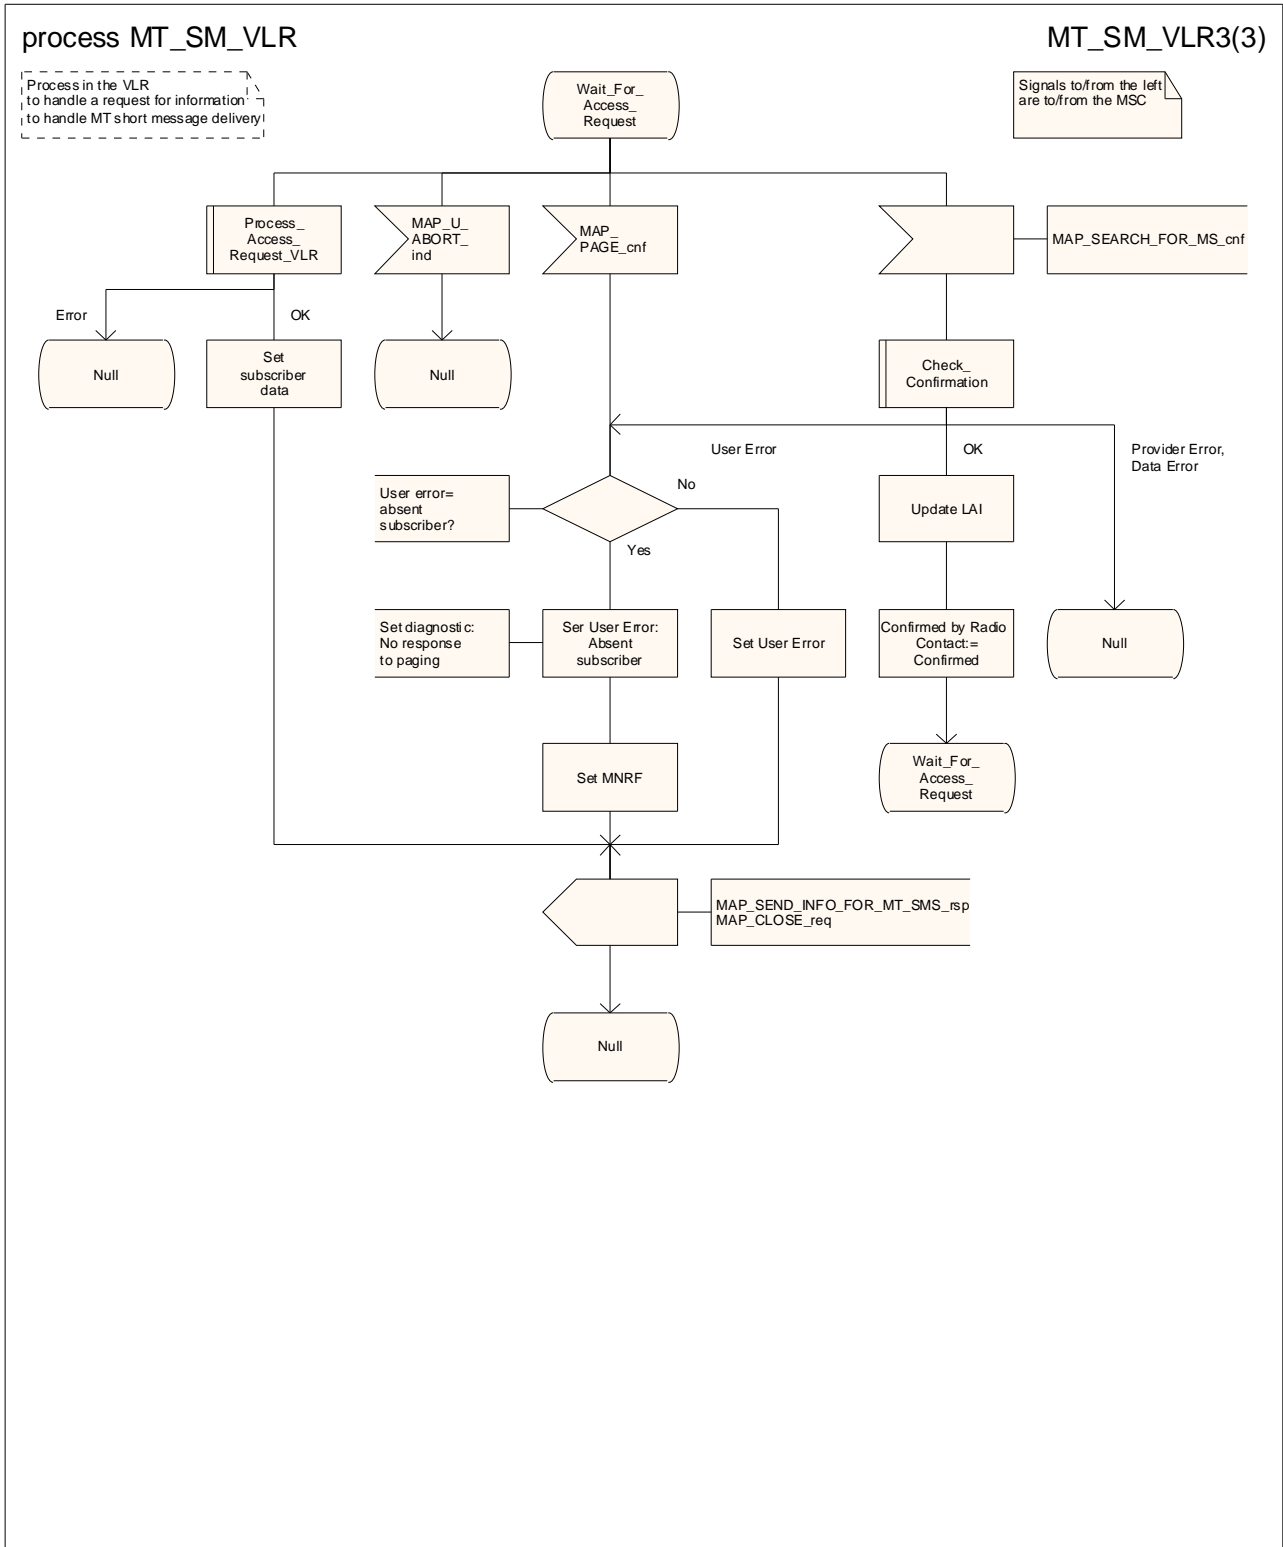 process MT_SM_VLR
MT_SM_VLR3(3)
Process in the VLR
to handle a request for information
to handle MT short message delivery
Wait_For_
Access_
Request
Signals to/from the left
are to/from the MSC
Process_
Access_
Request_VLR
MAP_U_
ABORT_
ind
MAP_
PAGE_cnf
MAP_SEARCH_FOR_MS_cnf
Error
OK
Null
Set
subscriber
data
Null
Check_
Confirmation
User Error
OK
Provider Error,
Data Error
User error=
absent
subscriber?
No
Yes
Update LAI
Set diagnostic:
No response
to paging
Ser User Error:
Absent
subscriber
Set User Error
Confirmed by Radio
Contact:=
Confirmed
Null
Set MNRF
Wait_For_
Access_
Request
MAP_SEND_INFO_FOR_MT_SMS_rsp
MAP_CLOSE_req
Null